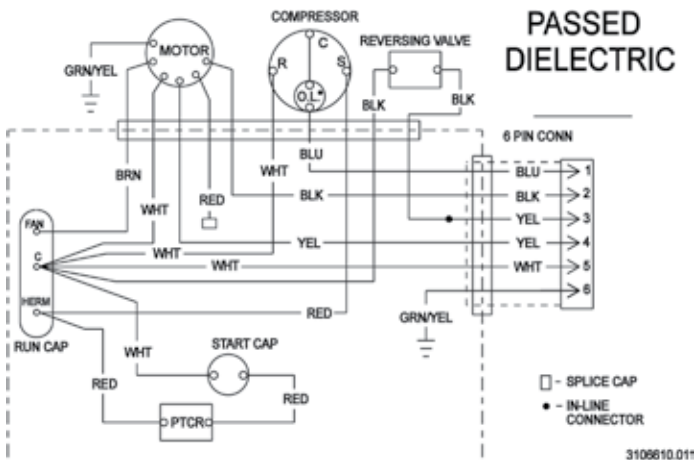 COMPRESSOR
PASSED
DIELECTRIC
MOTOR
C
REVERSING VALVE
R
S
GRN/YEL
O.L.
BLK
BLK
6 PIN CONN
BLU
BLU
1
BRN
WHT
RED
BLK
BLK
2
WHT
YEL
3
FAN
YEL
YEL
4
C
WHT
WHT
WHT
5
6
HERM
RED
GRN/YEL
RUN CAP
WHT
START CAP
RED
RED
PTCR
- SPLICE CAP
- IN-LINE
CONNECTOR
3106610.011